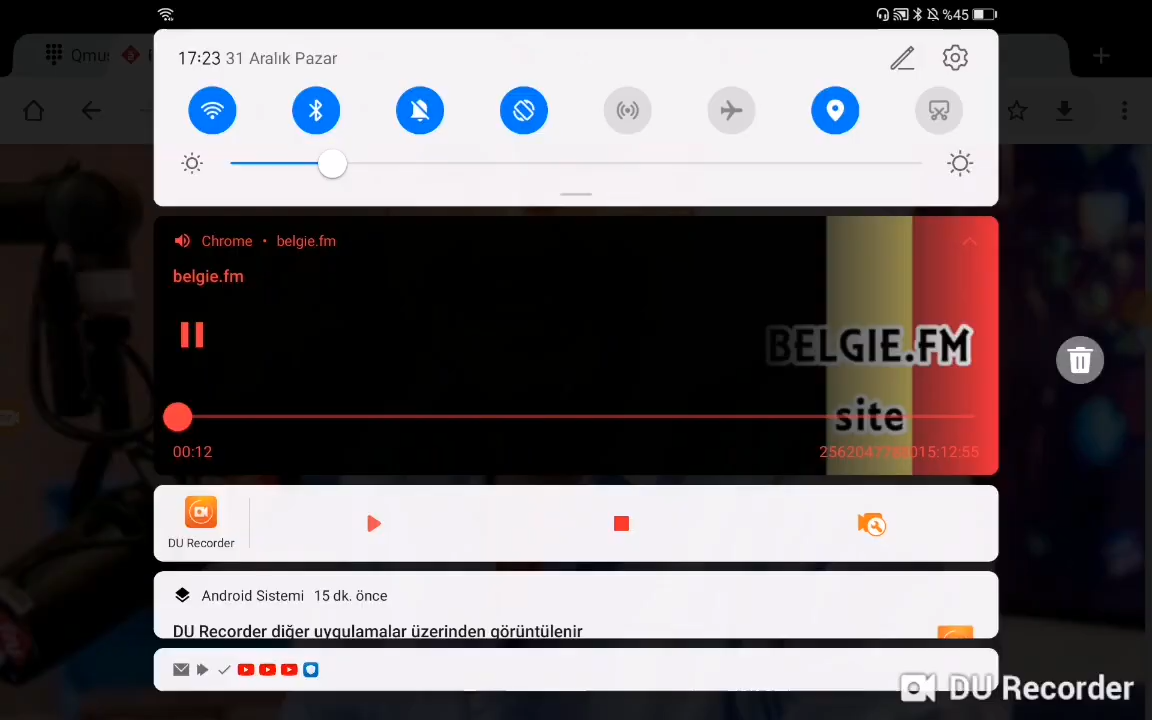 %45
Qmus
17:23 31 Aralık Pazar
Chrome • belgie.fm
belgie.fm
BELGIE.FM
site
00:12
DU Recorder
Android Sistemi 15 dk. önce
DU Recorder diğer uygulamalar üzerinden görüntülenir
DU Recorder